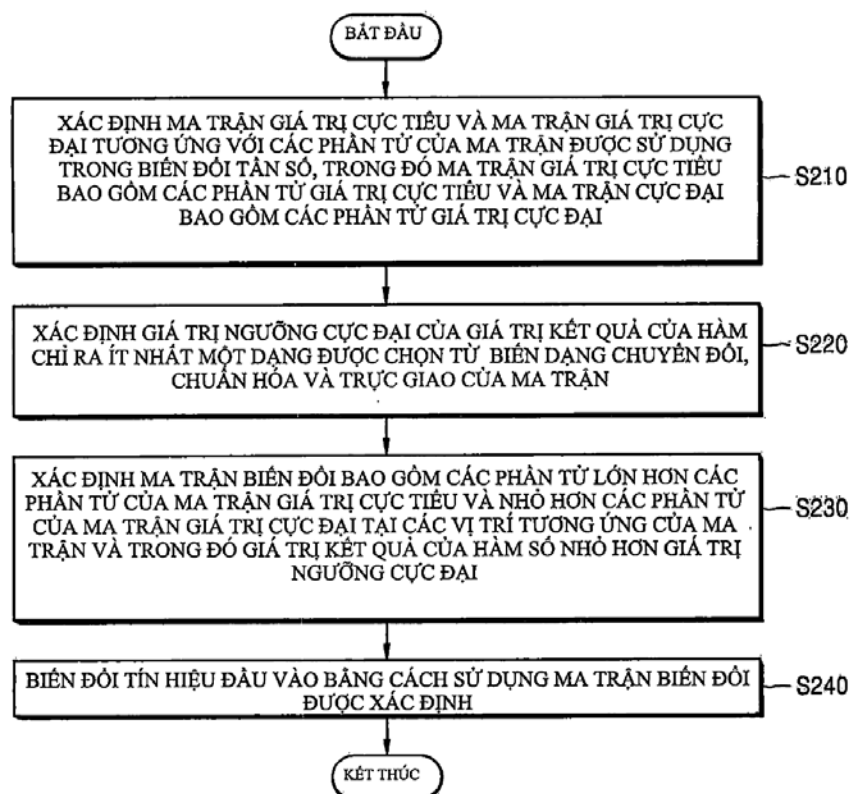 BẮT ĐẦU
XÁC ĐỊNH MA TRẬN GIÁ TRỊ CỰC TIỂU VÀ MA TRẬN GIÁ TRỊ CỰC
ĐẠI TƯƠNG ỨNG VỚI CÁC PHẦN TỬ CỦA MA TRẬN ĐƯỢC SỬ DỤNG
TRONG BIẾN ĐỔI TẦN SỐ, TRONG ĐÓ MA TRẬN GIÁ TRỊ CỰC TIỂU
BAO GỒM CÁC PHẦN TỬ GIÁ TRỊ CỰC TIỂU VÀ MA TRẬN CỰC ĐẠI
BAO GỒM CÁC PHẦN TỬ GIÁ TRỊ CỰC ĐẠI
S210
XÁC ĐỊNH GIÁ TRỊ NGƯỠNG CỰC ĐẠI CỦA GIÁ TRỊ KẾT QUẢ CỦA HÀM
CHỈ RA ÍT NHẤT MỘT DẠNG ĐƯỢC CHỌN TỪ BIẾN DẠNG CHUYỂN ĐỔI,
CHUẨN HÓA VÀ TRỰC GIAO CỦA MA TRẬN
S220
XÁC ĐỊNH MA TRẬN BIẾN ĐỔI BAO GỒM CÁC PHẦN TỬ LỚN HƠN CÁC
PHẦN TỬ CỦA MA TRẬN GIÁ TRỊ CỰC TIỂU VÀ NHỎ HƠN CÁC PHẦN TỬ
CỦA MA TRẬN GIÁ TRỊ CỰC ĐẠI TẠI CÁC VỊ TRÍ TƯƠNG ỨNG CỦA MA
TRẬN VÀ TRONG ĐÓ GIÁ TRỊ KẾT QUẢ CỦA HÀM SỐ NHỎ HƠN GIÁ TRỊ
NGƯỠNG CỰC ĐẠI
S230
BIẾN ĐỔI TÍN HIỆU ĐẦU VÀO BẰNG CÁCH SỬ DỤNG MA TRẬN BIẾN ĐỔI
ĐƯỢC XÁC ĐỊNH
S240
KẾT THÚC